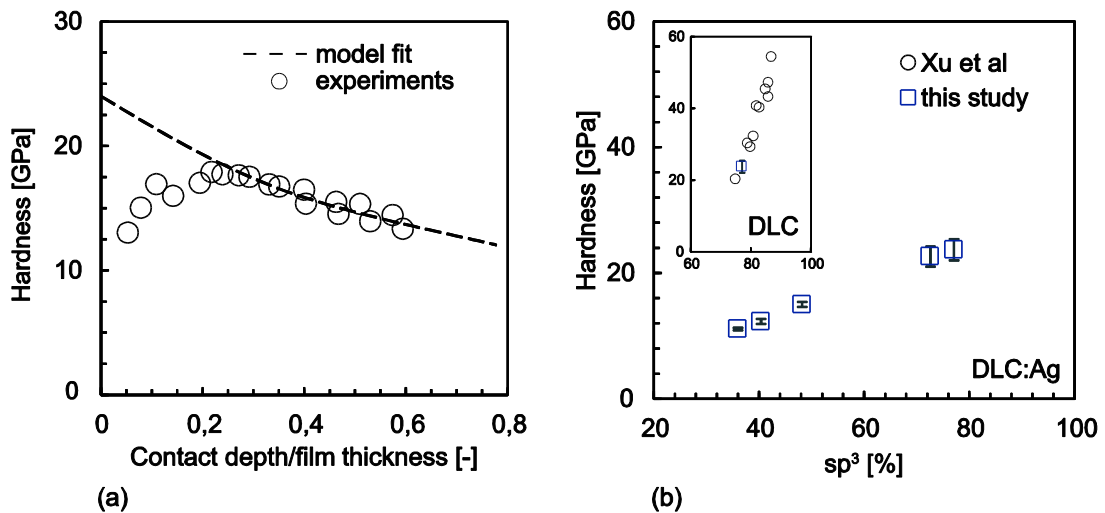 30
20
10
0
Hardness [GPa]
model fit
experiments
0 0,2 0,4 0,6 0,8
Contact depth/film thickness [-]
(a)
60
40
20
0
Hardness [GPa]
60
40
20
0
60 80 100
DLC
Xu et al
this study
DLC:Ag
20 40 60 80 100
sp³ [%]
(b)